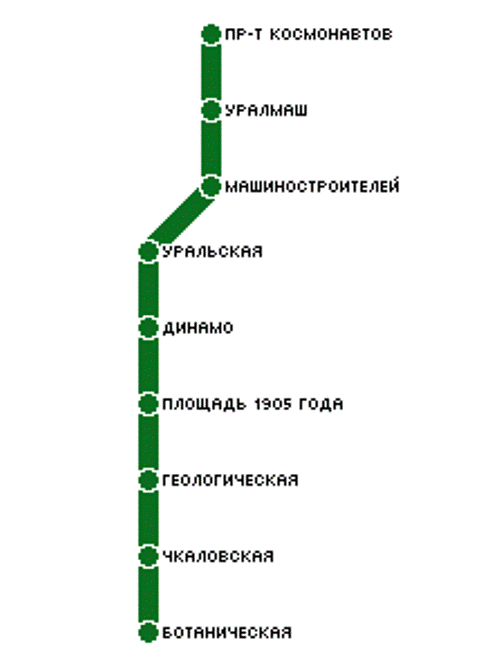 ПР-Т КОСМОНАВТОВ
УРАЛМАШ
МАШИНОСТРОИТЕЛЕЙ
УРАЛЬСКАЯ
ДИНАМО
ПЛОЩАДЬ 1905 ГОДА
ГЕОЛОГИЧЕСКАЯ
ЧКАЛОВСКАЯ
БОТАНИЧЕСКАЯ